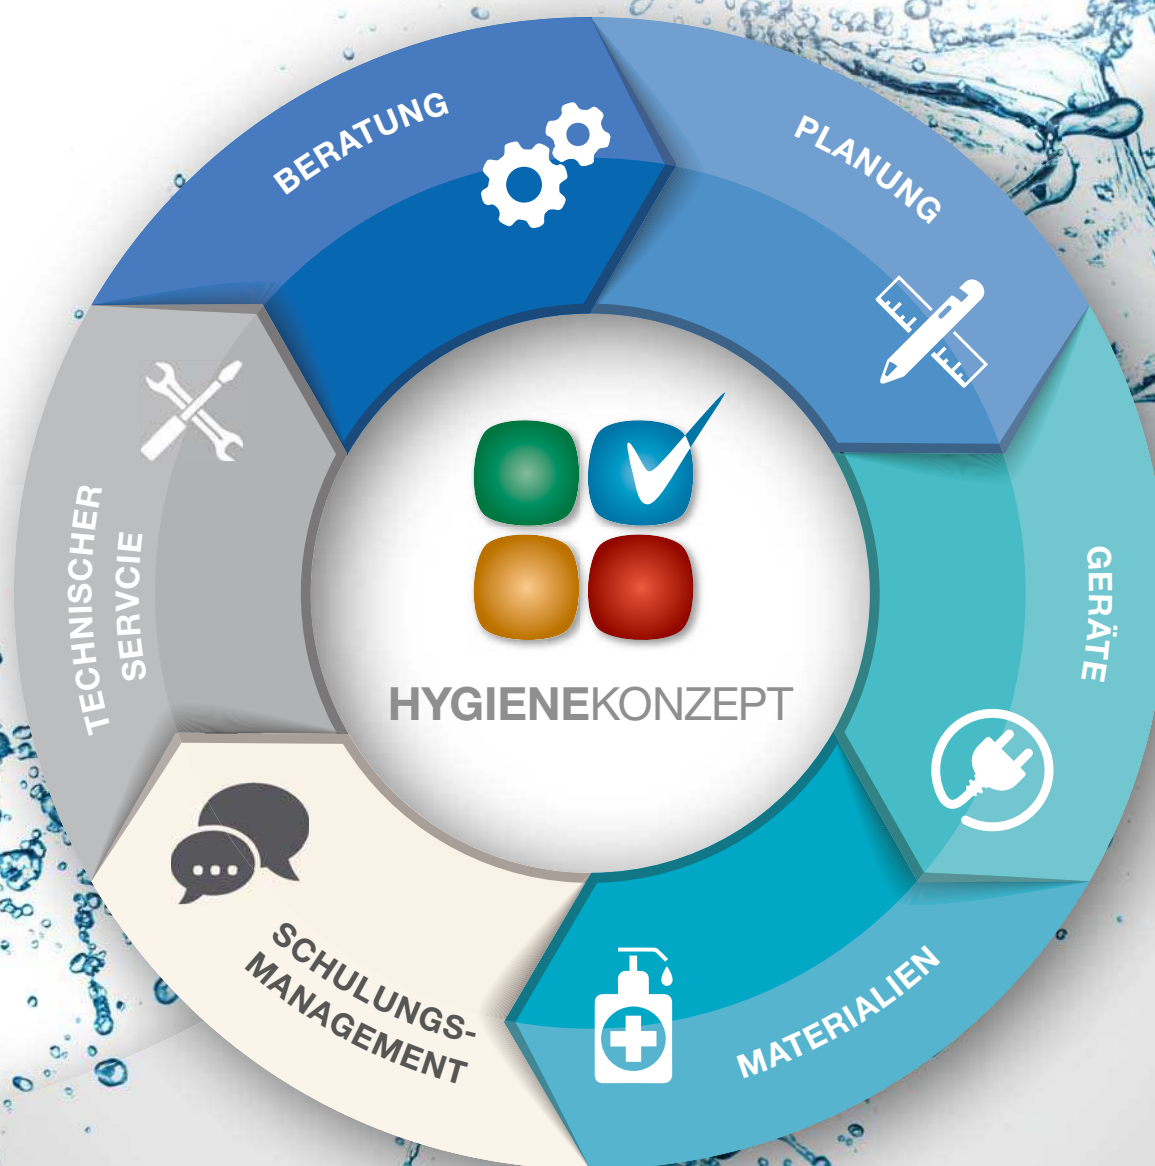 BERATUNG
PLANUNG
GERÄTE
MATERIALIEN
SCHULUNGS-
MANAGEMENT
TECHNISCHER
SERVCIE
HYGIENEKONZEPT